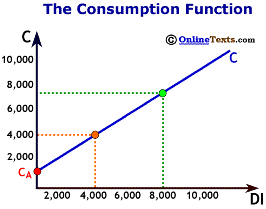 The Consumption Function
C
© OnlineTexts.com
10,000
C
8,000
6,000
4,000
2,000
CA
2,000 4,000 6,000 8,000 10,000
DI